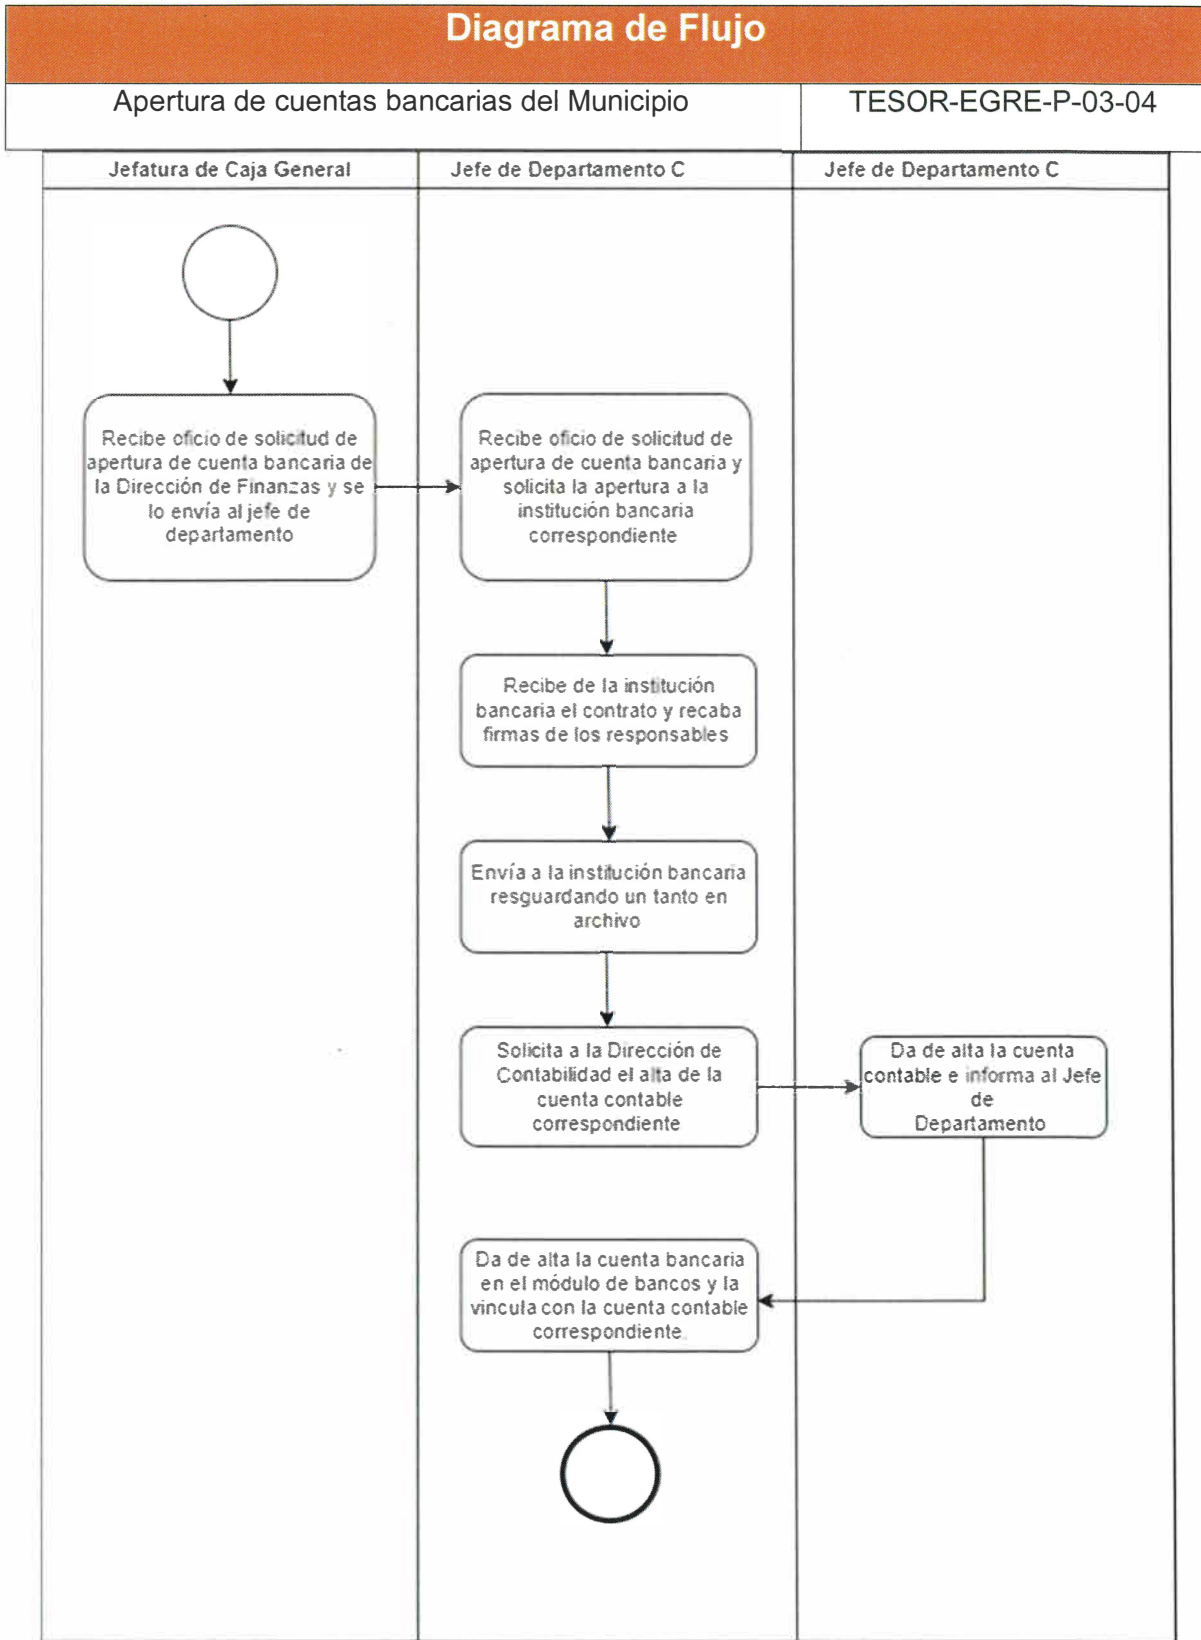 Diagrama de Flujo
Apertura de cuentas bancarias del Municipio
TESOR-EGRE-P-03-04
Jefatura de Caja General
Jefe de Departamento C
Jefe de Departamento C
Recibe oficio de solicitud de
apertura de cuenta bancaria de
la Dirección de Finanzas y se
lo envía al jefe de
departamento
Recibe oficio de solicitud de
apertura de cuenta bancaria y
solicita la apertura a la
institución bancaria
correspondiente
Recibe de la institución
bancaria el contrato y recaba
firmas de los responsables
Envía a la institución bancaria
resguardando un tanto en
archivo
Solicita a la Dirección de
Contabilidad el alta de la
cuenta contable
correspondiente
Da de alta la cuenta
contable e informa al Jefe
de
Departamento
Da de alta la cuenta bancaria
en el módulo de bancos y la
vincula con la cuenta contable
correspondiente.